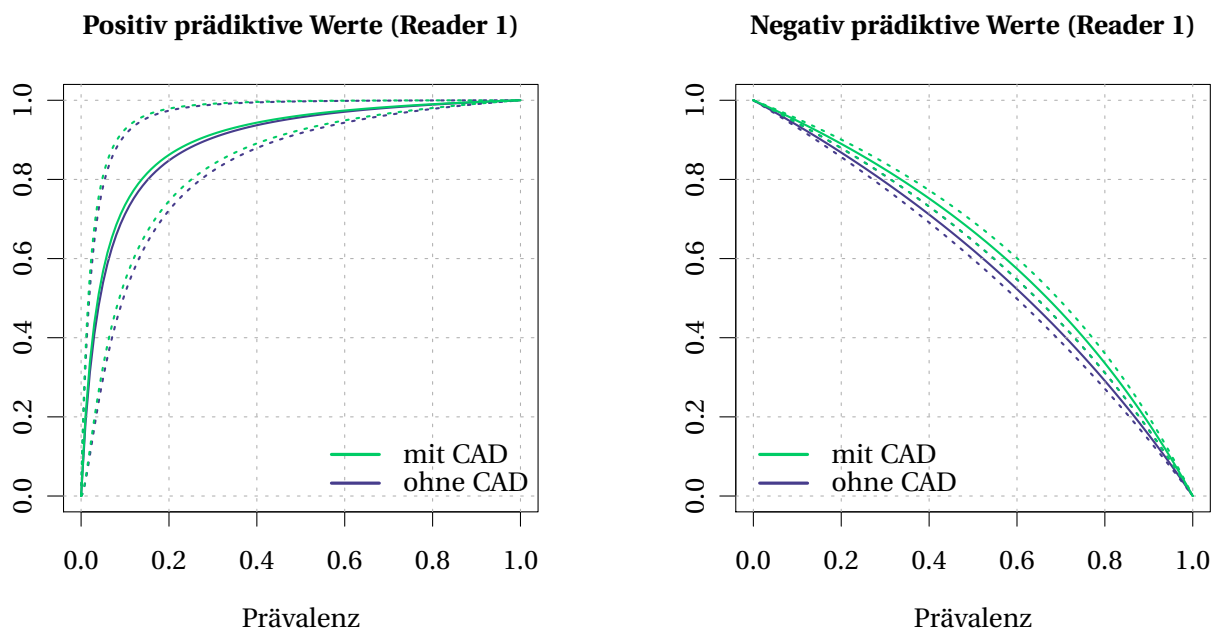 Positiv prädiktive Werte (Reader 1)
1.0
0.8
0.6
0.4
0.2
0.0
mit CAD
ohne CAD
0.0 0.2 0.4 0.6 0.8 1.0
Prävalenz
Negativ prädiktive Werte (Reader 1)
1.0
0.8
0.6
0.4
0.2
0.0
mit CAD
ohne CAD
0.0 0.2 0.4 0.6 0.8 1.0
Prävalenz